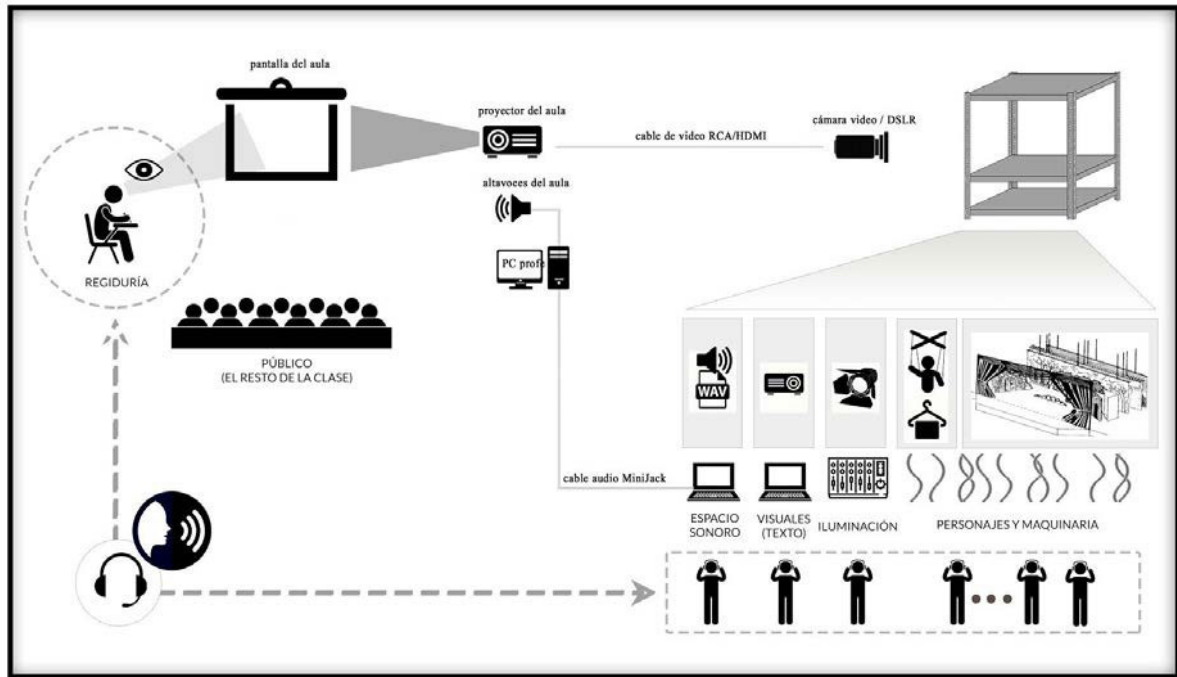 pantalla del aula
proyector del aula
cable de video RCA/HDMI
cámara video / DSLR
altavoces del aula
PC profe
REGIDURÍA
PÚBLICO
(EL RESTO DE LA CLASE)
WAV
cable audio MiniJack
ESPACIO
SONORO
VISUALES
(TEXTO)
ILUMINACIÓN
PERSONAJES Y MAQUINARIA